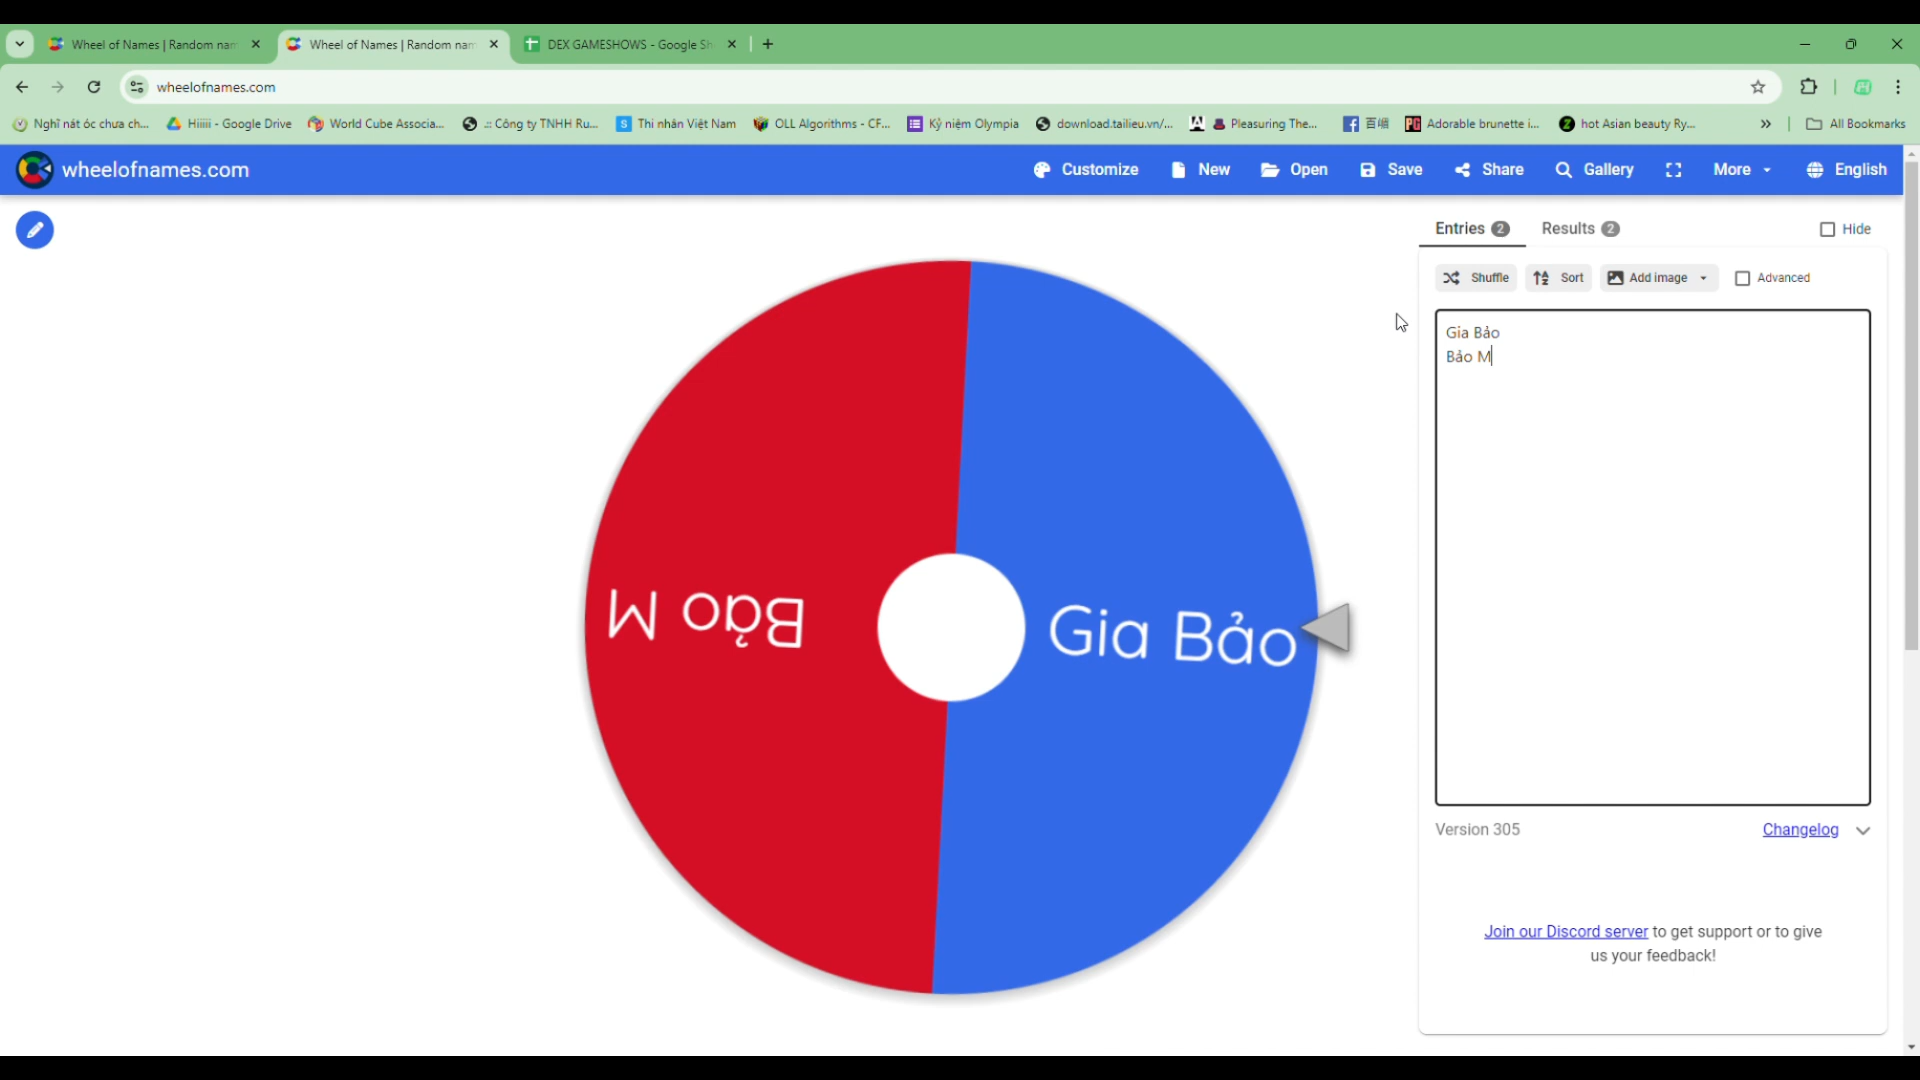 Wheel of Names | Random nam
Wheel of Names | Random nam
DEX GAMESHOWS - Google Sh
wheelofnames.com
Nghĩ nát óc chưa ch...
Hiiiii - Google Drive
World Cube Associa...
.:: Công ty TNHH Ru...
Thi nhân Việt Nam
OLL Algorithms - CF...
Kỷ niệm Olympia
download.tailieu.vn/...
Pleasuring The...
Adorable brunette i...
hot Asian beauty Ry...
All Bookmarks
wheelofnames.com
Customize
New
Open
Save
Share
Gallery
More
English
Entries 2
Results 2
Hide
Shuffle
Sort
Add image
Advanced
Gia Bảo
Bảo M
Bảo M
Gia Bảo
Version 305
Changelog
Join our Discord server to get support or to give
us your feedback!